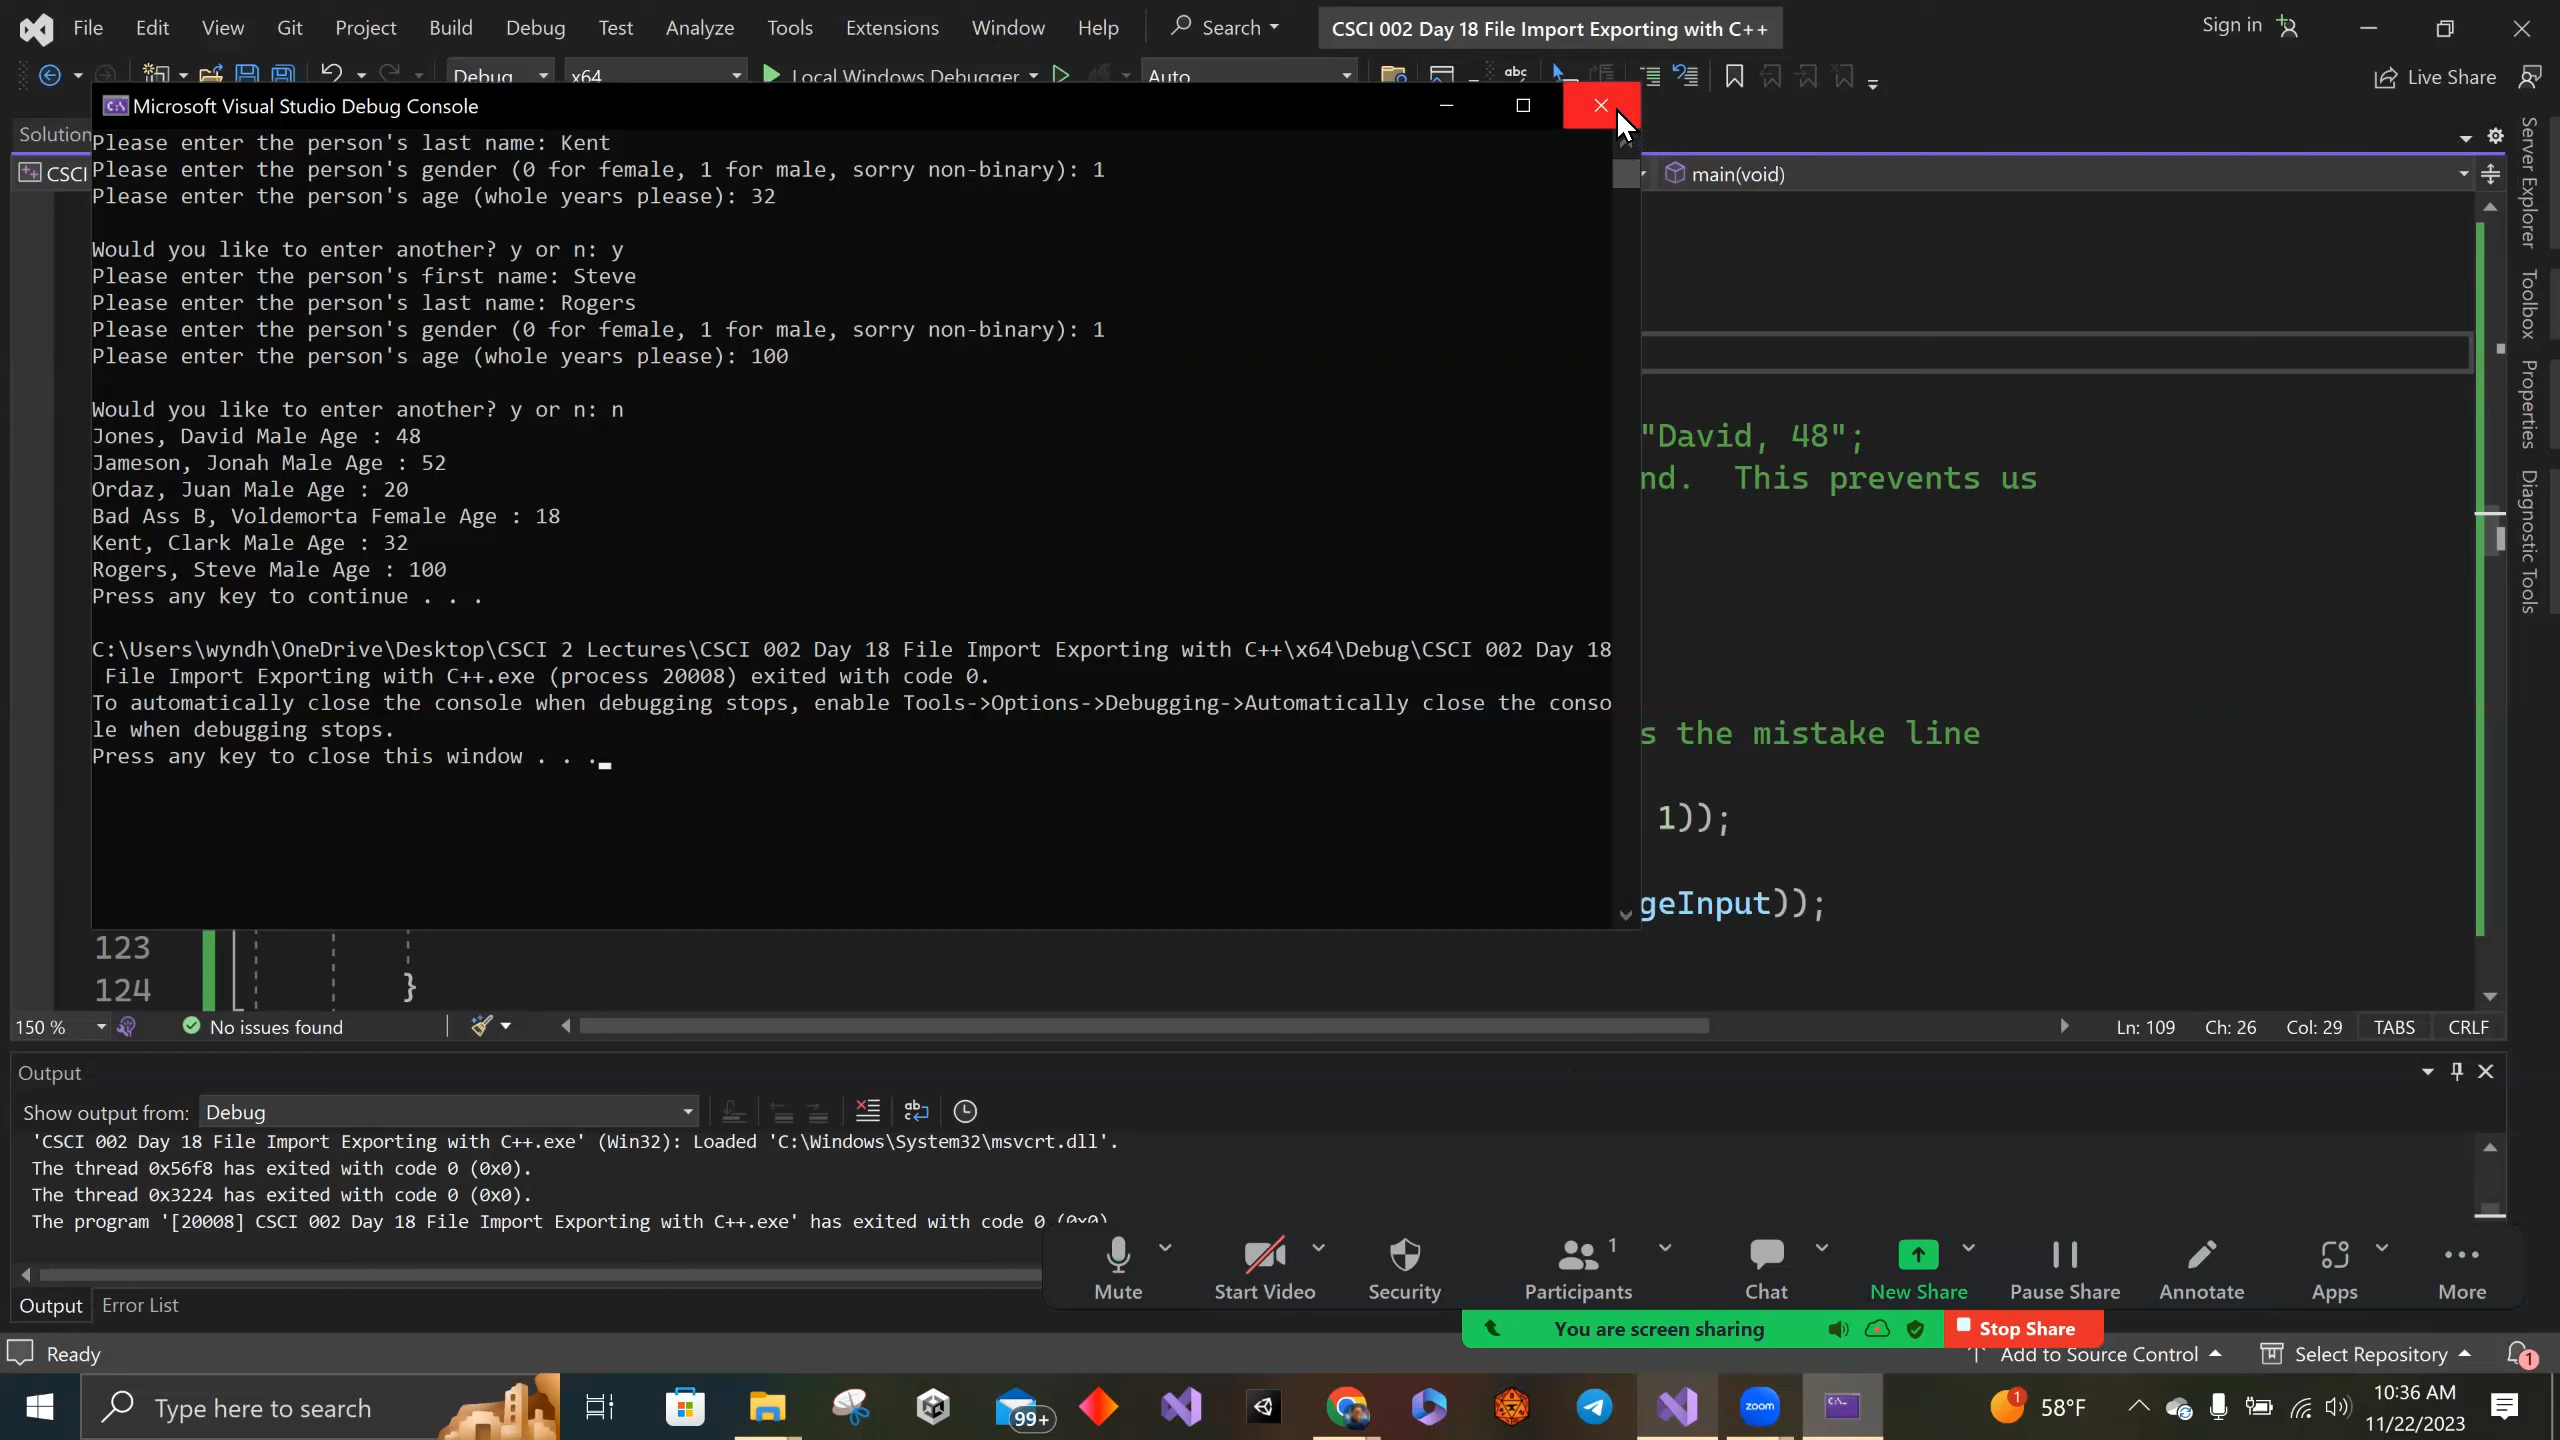 File Edit View Git Project Build Debug Test Analyze Tools Extensions Window Help Search CSCI 002 Day 18 File Import Exporting with C++ Sign in
Debug x64 Local Windows Debugger Auto Live Share
Microsoft Visual Studio Debug Console
Solution
CSCI
main(void)
Please enter the person's last name: Kent
Please enter the person's gender (0 for female, 1 for male, sorry non-binary): 1
Please enter the person's age (whole years please): 32
Would you like to enter another? y or n: y
Please enter the person's first name: Steve
Please enter the person's last name: Rogers
Please enter the person's gender (0 for female, 1 for male, sorry non-binary): 1
Please enter the person's age (whole years please): 100
Would you like to enter another? y or n: n
Jones, David Male Age : 48
Jameson, Jonah Male Age : 52
Ordaz, Juan Male Age : 20
Bad Ass B, Voldemorta Female Age : 18
Kent, Clark Male Age : 32
Rogers, Steve Male Age : 100
Press any key to continue . . .
C:\Users\wyndh\OneDrive\Desktop\CSCI 2 Lectures\CSCI 002 Day 18 File Import Exporting with C++\x64\Debug\CSCI 002 Day 18
File Import Exporting with C++.exe (process 20008) exited with code 0.
To automatically close the console when debugging stops, enable Tools->Options->Debugging->Automatically close the conso
le when debugging stops.
Press any key to close this window . . .
"David, 48";
nd.  This prevents us
s the mistake line
1));
geInput));
123
124 }
Server Explorer
Toolbox
Properties
Diagnostic Tools
150 % No issues found Ln: 109 Ch: 26 Col: 29 TABS CRLF
Output
Show output from: Debug
'CSCI 002 Day 18 File Import Exporting with C++.exe' (Win32): Loaded 'C:\Windows\System32\msvcrt.dll'.
The thread 0x56f8 has exited with code 0 (0x0).
The thread 0x3224 has exited with code 0 (0x0).
The program '[20008] CSCI 002 Day 18 File Import Exporting with C++.exe' has exited with code 0 (0x0)
Output Error List
Mute Start Video Security Participants 1 Chat New Share Pause Share Annotate Apps More
You are screen sharing Stop Share
Ready Add to Source Control Select Repository 1
Type here to search 99+ zoom 1 58°F 10:36 AM
11/22/2023